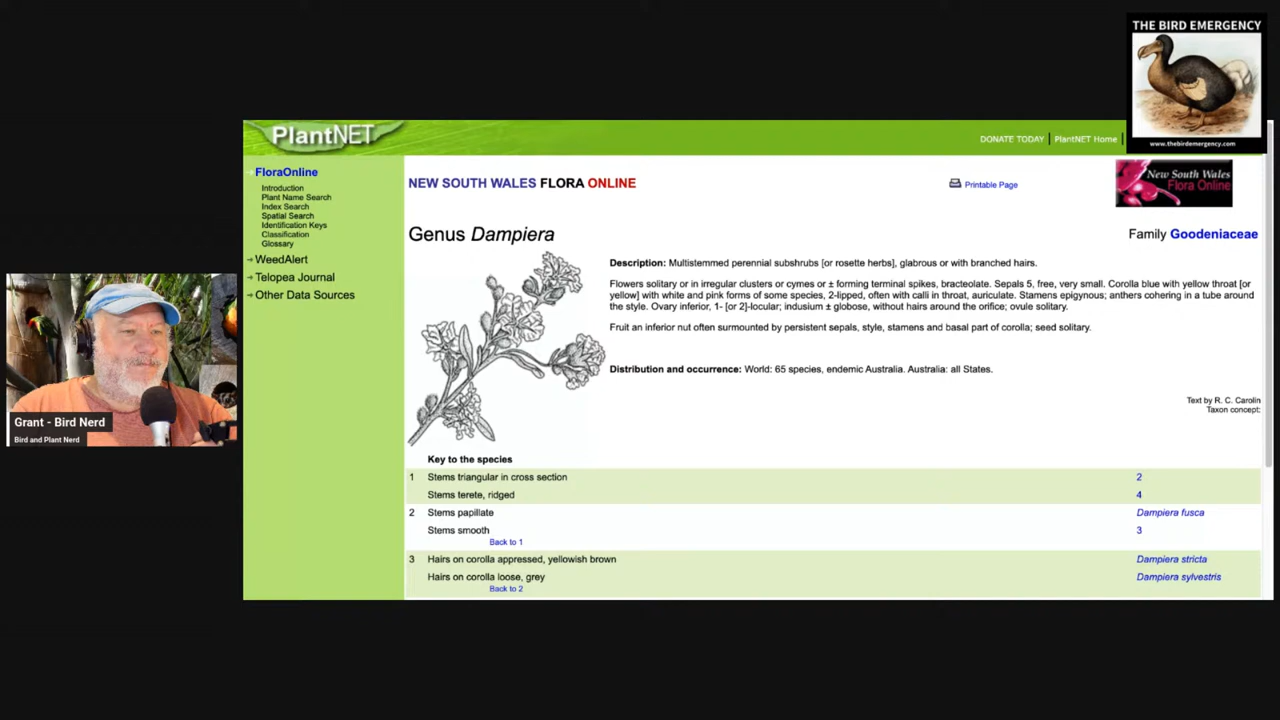 THE BIRD EMERGENCY
www.thebirdemergency.com
PlantNET
DONATE TODAY | PlantNET Home |
FloraOnline
Introduction
Plant Name Search
Index Search
Spatial Search
Identification Keys
Classification
Glossary
WeedAlert
Telopea Journal
Other Data Sources
NEW SOUTH WALES FLORA ONLINE
Printable Page
New South Wales
Flora Online
Genus Dampiera
Family Goodeniaceae
Description: Multistemmed perennial subshrubs [or rosette herbs], glabrous or with branched hairs.
Flowers solitary or in irregular clusters or cymes or ± forming terminal spikes, bracteolate. Sepals 5, free, very small. Corolla blue with yellow throat [or
yellow] with white and pink forms of some species, 2-lipped, often with calli in throat, auriculate. Stamens epigynous; anthers cohering in a tube around
the style. Ovary inferior, 1- [or 2]-locular; indusium ± globose, without hairs around the orifice; ovule solitary.
Fruit an inferior nut often surmounted by persistent sepals, style, stamens and basal part of corolla; seed solitary.
Distribution and occurrence: World: 65 species, endemic Australia. Australia: all States.
Text by R. C. Carolin
Taxon concept:
Key to the species
1 Stems triangular in cross section 2
Stems terete, ridged 4
2 Stems papillate Dampiera fusca
Stems smooth 3
Back to 1
3 Hairs on corolla appressed, yellowish brown Dampiera stricta
Hairs on corolla loose, grey Dampiera sylvestris
Back to 2
Grant - Bird Nerd
Bird and Plant Nerd